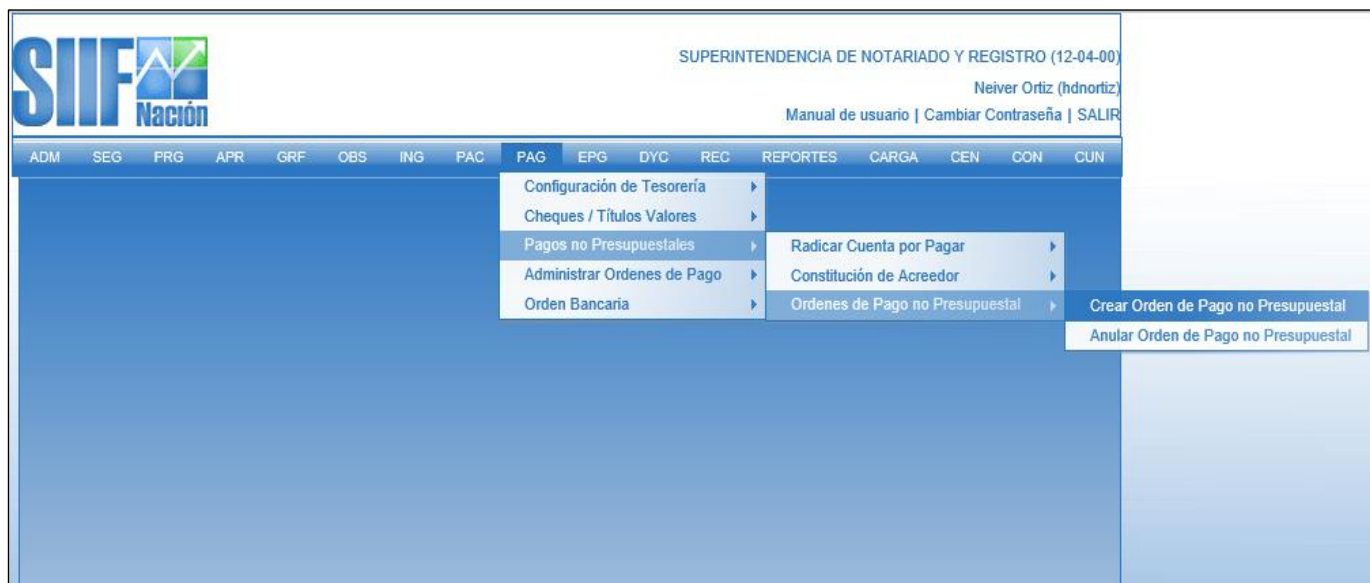 SIIF
Nación
SUPERINTENDENCIA DE NOTARIADO Y REGISTRO (12-04-00)
Neiver Ortiz (hdnortiz)
Manual de usuario | Cambiar Contraseña | SALIR
ADM SEG PRG APR GRF OBS ING PAC PAG EPG DYC REC REPORTES CARGA CEN CON CUN
Configuración de Tesorería
Cheques / Títulos Valores
Pagos no Presupuestales
Administrar Ordenes de Pago
Orden Bancaria
Radicar Cuenta por Pagar
Constitución de Acreedor
Ordenes de Pago no Presupuestal
Crear Orden de Pago no Presupuestal
Anular Orden de Pago no Presupuestal